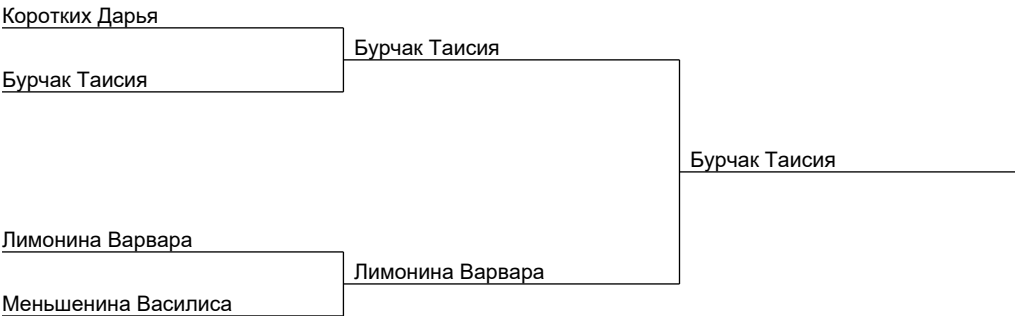 Коротких Дарья
Бурчак Таисия
Бурчак Таисия
Бурчак Таисия
Лимонина Варвара
Лимонина Варвара
Меньшенина Василиса